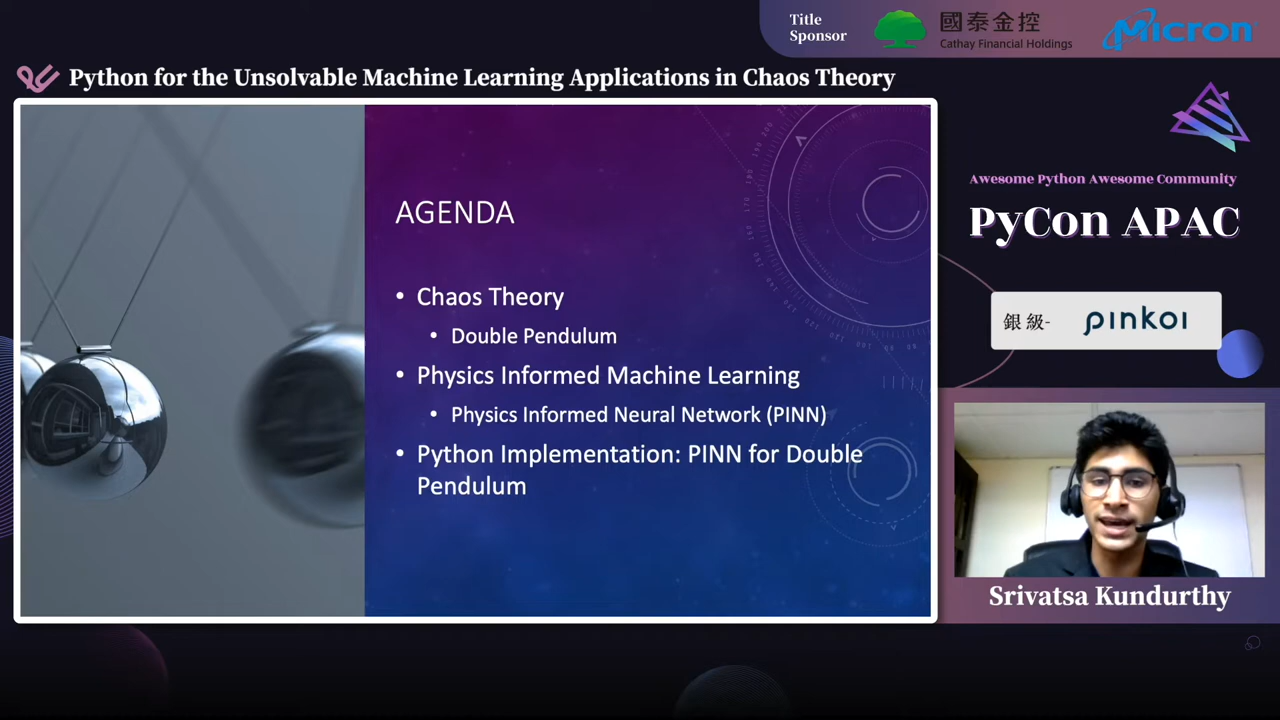 Title
Sponsor
國泰金控
Cathay Financial Holdings
Micron
Python for the Unsolvable Machine Learning Applications in Chaos Theory
AGENDA
• Chaos Theory
• Double Pendulum
• Physics Informed Machine Learning
• Physics Informed Neural Network (PINN)
• Python Implementation: PINN for Double
Pendulum
Awesome Python Awesome Community
PyCon APAC
銀級-
pinkoi
Srivatsa Kundurthy